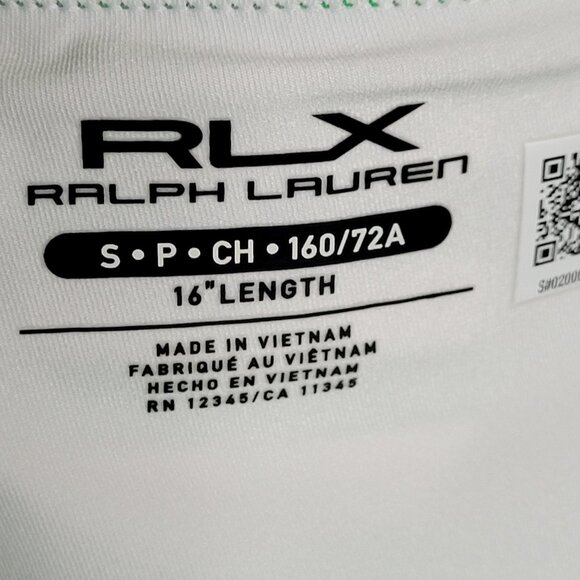 RLX
RALPH LAUREN
S • P • CH • 160/72A
16" LENGTH
MADE IN VIETNAM
FABRIQUÉ AU VIÊTNAM
HECHO EN VIETNAM
RN 12345/CA 11345